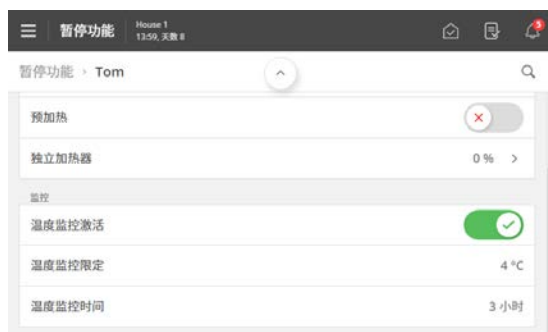 暂停功能
House 1
13:59, 天数 8
5
暂停功能 › Tom
预加热
独立加热器 0 % >
监控
温度监控激活
温度监控限定 4 °C
温度监控时间 3 小时